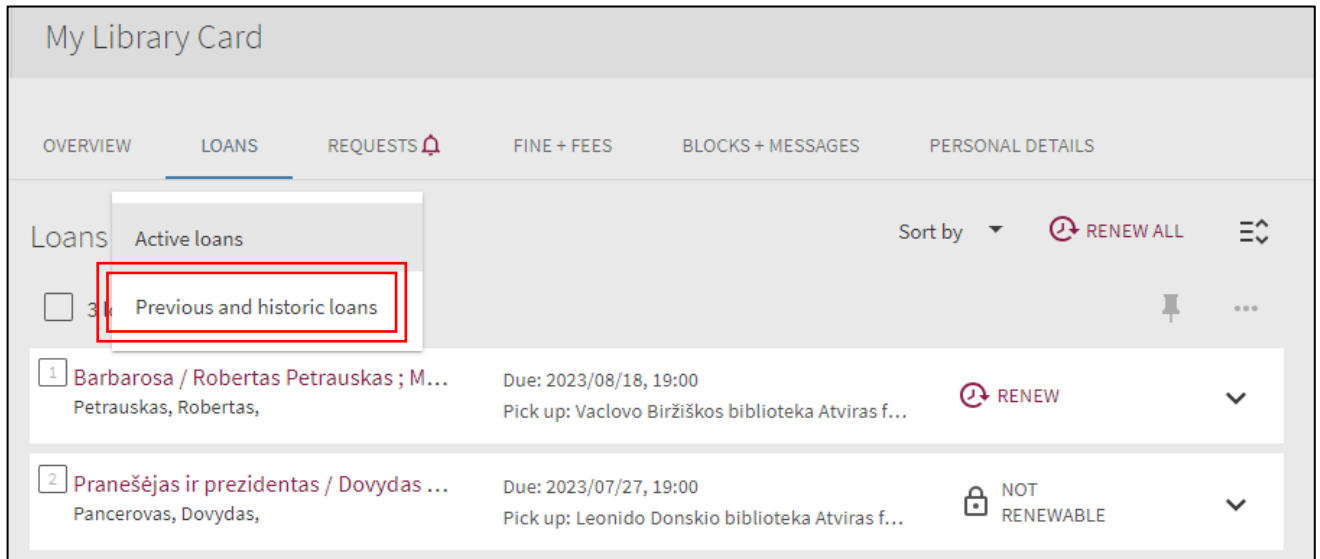 My Library Card
OVERVIEW LOANS REQUESTS FINE + FEES BLOCKS + MESSAGES PERSONAL DETAILS
Loans
Active loans
Sort by
RENEW ALL
3
Previous and historic loans
1
Barbarosa / Robertas Petrauskas ; M...
Petrauskas, Robertas,
Due: 2023/08/18, 19:00
Pick up: Vaclovo Biržiškos biblioteka Atviras f...
RENEW
2
Pranešėjas ir prezidentas / Dovydas ...
Pancerovas, Dovydas,
Due: 2023/07/27, 19:00
Pick up: Leonido Donskio biblioteka Atviras f...
NOT
RENEWABLE